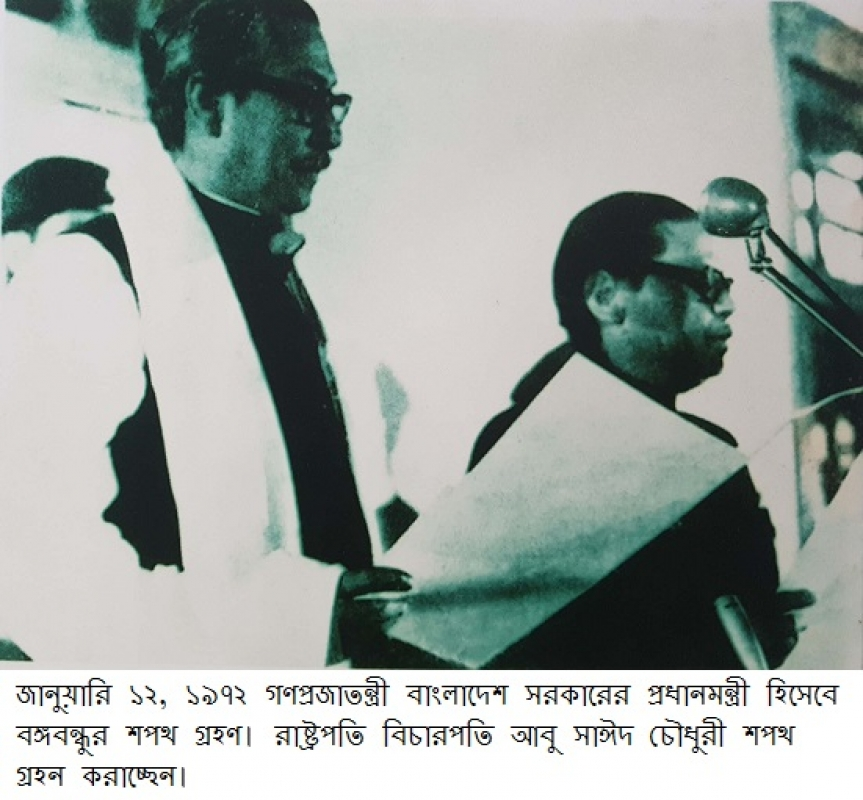 জানুয়ারি ১২, ১৯৭২ গণপ্রজাতন্ত্রী বাংলাদেশ সরকারের প্রধানমন্ত্রী হিসেবে
বঙ্গবন্ধুর শপথ গ্রহণ। রাষ্ট্রপতি বিচারপতি আবু সাঈদ চৌধুরী শপথ
গ্রহন করাচ্ছেন।